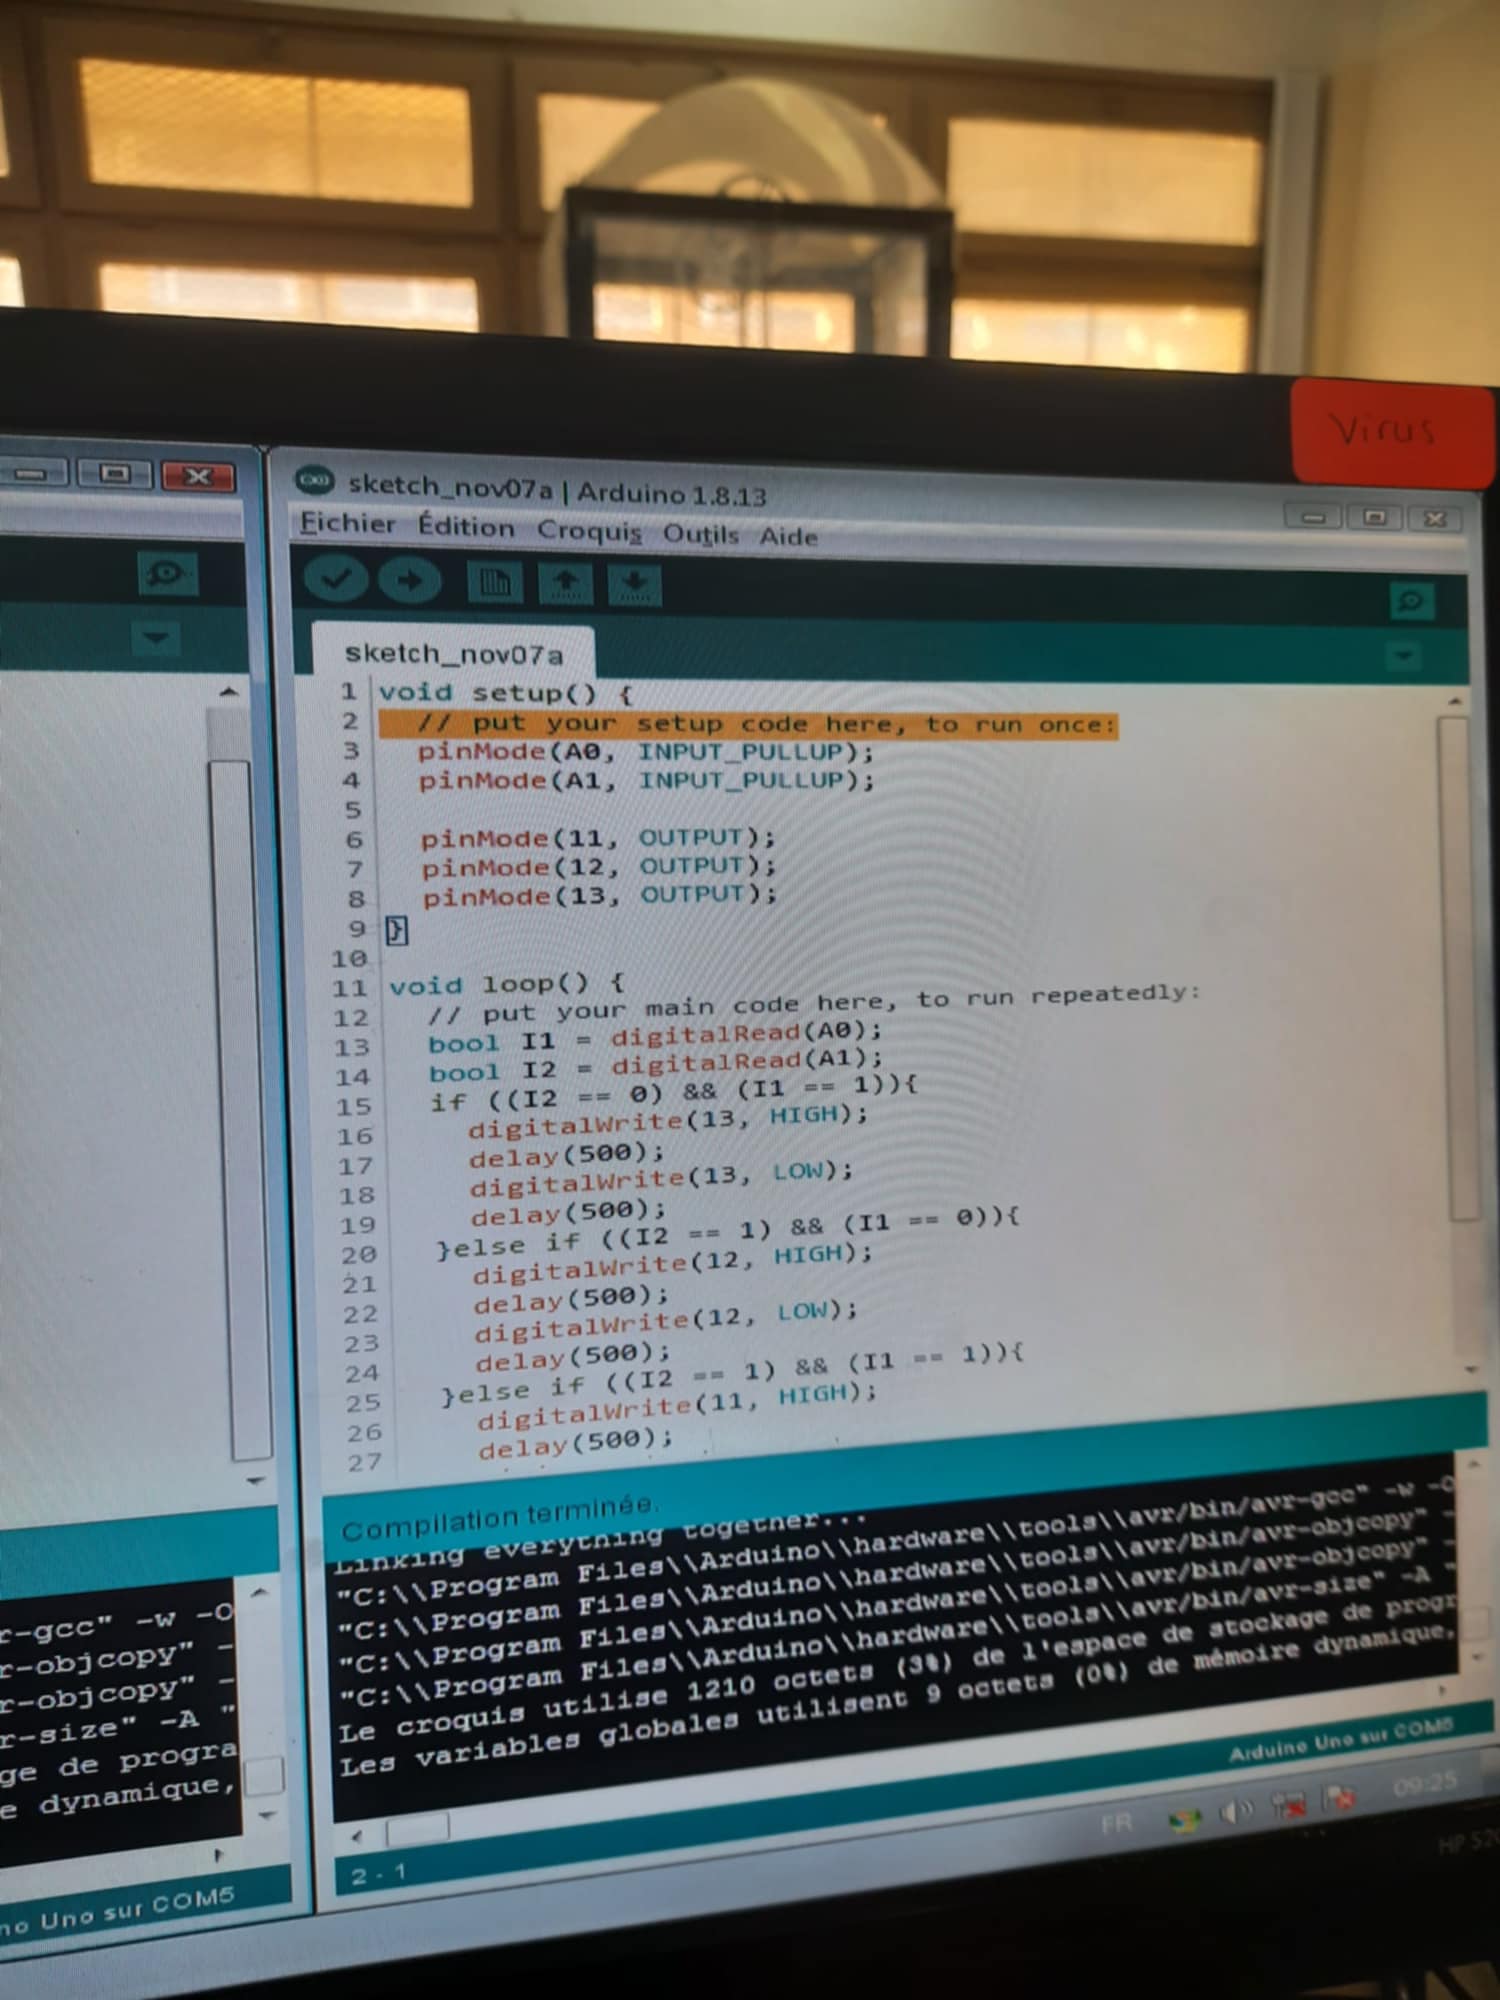 Virus
sketch_nov07a | Arduino 1.8.13
Fichier Édition Croquis Outils Aide
sketch_nov07a
1 void setup() {
2 // put your setup code here, to run once:
3 pinMode(A0, INPUT_PULLUP);
4 pinMode(A1, INPUT_PULLUP);
5
6 pinMode(11, OUTPUT);
7 pinMode(12, OUTPUT);
8 pinMode(13, OUTPUT);
9 }
10
11 void loop() {
12 // put your main code here, to run repeatedly:
13 bool I1 = digitalRead(A0);
14 bool I2 = digitalRead(A1);
15 if ((I2 == 0) && (I1 == 1)){
16 digitalWrite(13, HIGH);
17 delay(500);
18 digitalWrite(13, LOW);
19 delay(500);
20 }else if ((I2 == 1) && (I1 == 0)){
21 digitalWrite(12, HIGH);
22 delay(500);
23 digitalWrite(12, LOW);
24 delay(500);
25 }else if ((I2 == 1) && (I1 == 1)){
26 digitalWrite(11, HIGH);
27 delay(500);
Compilation terminée.
Linking everything together...
"C:\\Program Files\\Arduino\\hardware\\tools\\avr/bin/avr-gcc" -w -O
"C:\\Program Files\\Arduino\\hardware\\tools\\avr/bin/avr-objcopy" -
"C:\\Program Files\\Arduino\\hardware\\tools\\avr/bin/avr-objcopy" -
"C:\\Program Files\\Arduino\\hardware\\tools\\avr/bin/avr-size" -A "
Le croquis utilise 1210 octets (3%) de l'espace de stockage de progr
Les variables globales utilisent 9 octets (0%) de mémoire dynamique,
2 - 1
Arduino Uno sur COM5
r-gcc" -w -O
r-objcopy" -
r-objcopy" -
r-size" -A "
ge de progra
e dynamique,
no Uno sur COM5
FR
09:25
HP